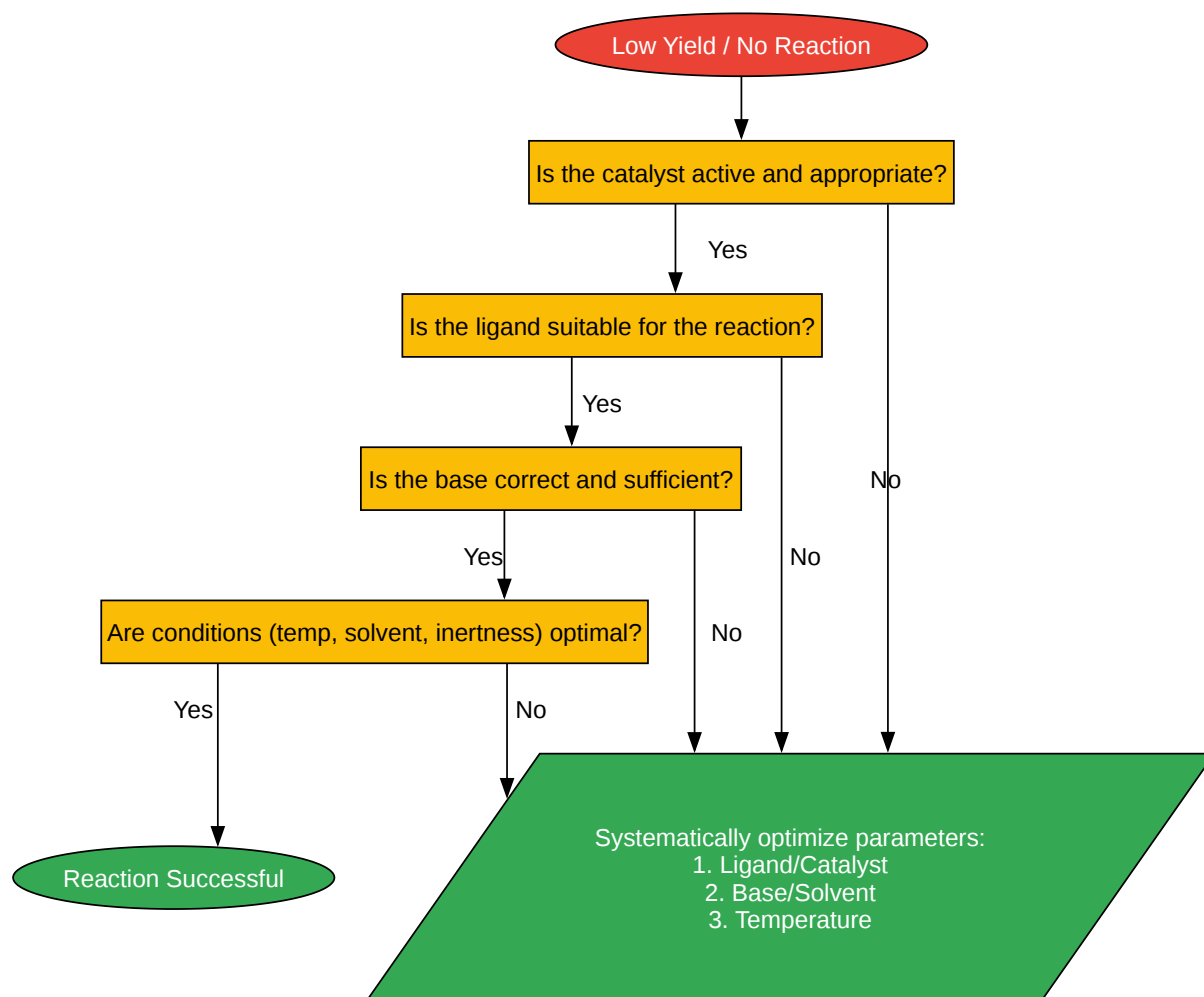 Low Yield / No Reaction
Is the catalyst active and appropriate?
Yes
Is the ligand suitable for the reaction?
Yes
Is the base correct and sufficient?
No
Yes
No
Are conditions (temp, solvent, inertness) optimal?
No
Yes
No
Systematically optimize parameters:
1. Ligand/Catalyst
2. Base/Solvent
3. Temperature
Reaction Successful